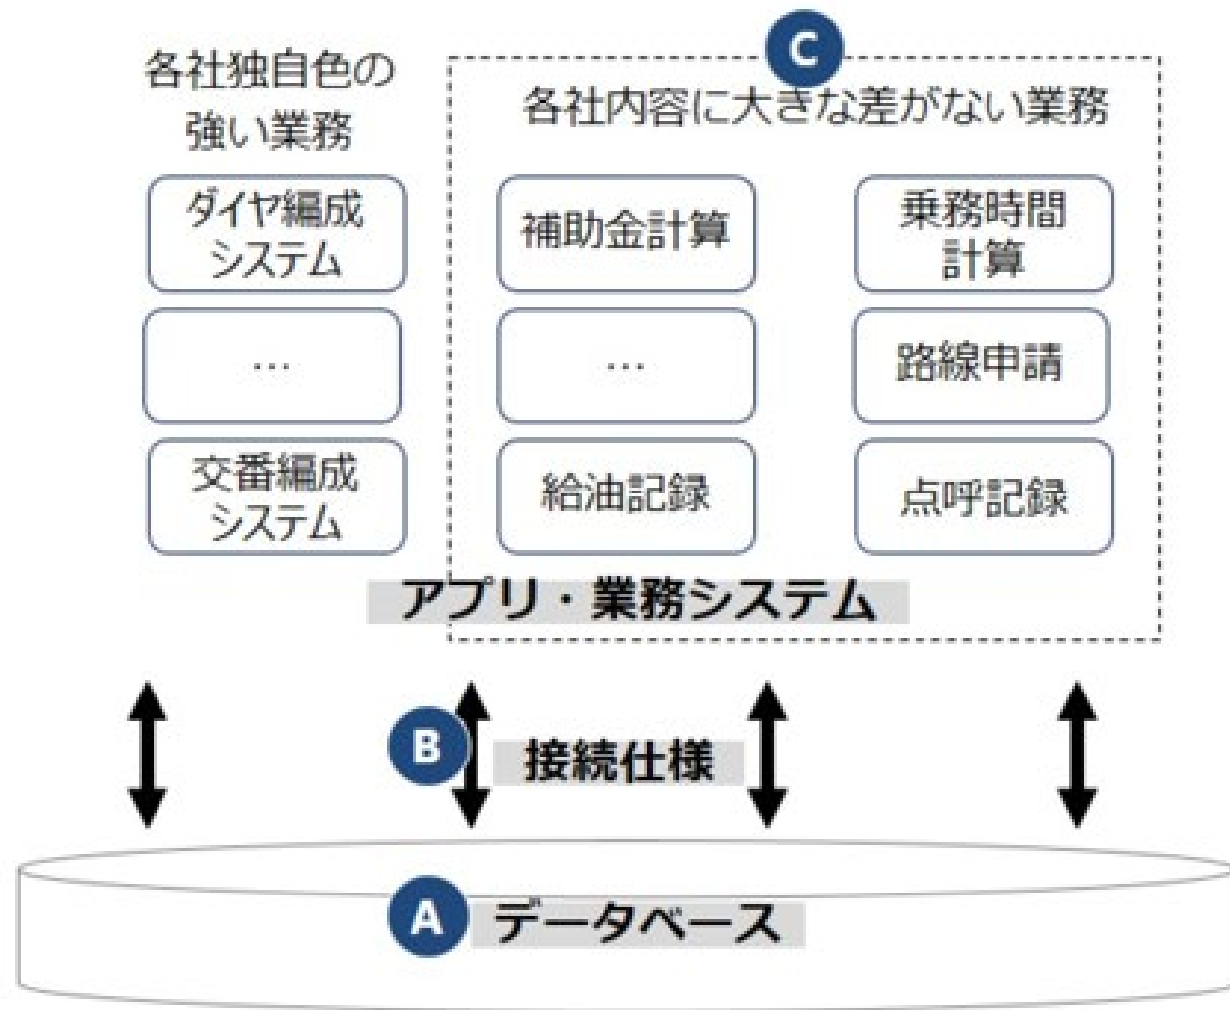 C
各社独自色の
強い業務
各社内容に大きな差がない業務
ダイヤ編成
システム
補助金計算
乗務時間
計算
…
…
路線申請
交番編成
システム
給油記録
点呼記録
アプリ・業務システム
B
接続仕様
A
データベース